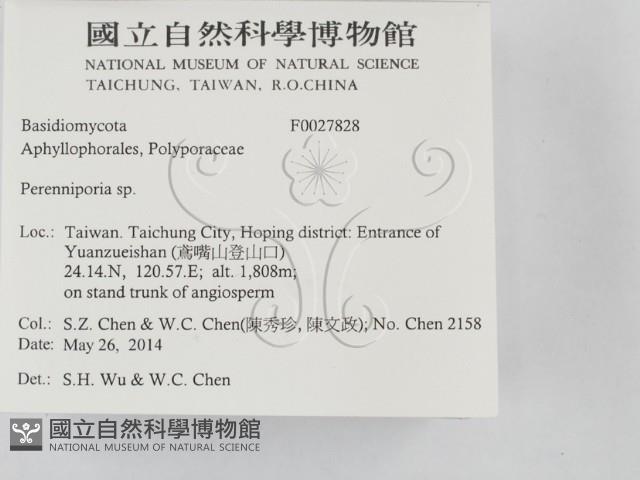 國立自然科學博物館
NATIONAL MUSEUM OF NATURAL SCIENCE
TAICHUNG, TAIWAN, R.O.CHINA
Basidiomycota F0027828
Aphyllophorales, Polyporaceae
Perenniporia sp.
Loc.: Taiwan. Taichung City, Hoping district: Entrance of
Yuanzueishan (鳶嘴山登山口)
24.14.N, 120.57.E; alt. 1,808m;
on stand trunk of angiosperm
Col.: S.Z. Chen & W.C. Chen(陳秀珍, 陳文政); No. Chen 2158
Date: May 26, 2014
Det.: S.H. Wu & W.C. Chen
國立自然科學博物館
NATIONAL MUSEUM OF NATURAL SCIENCE